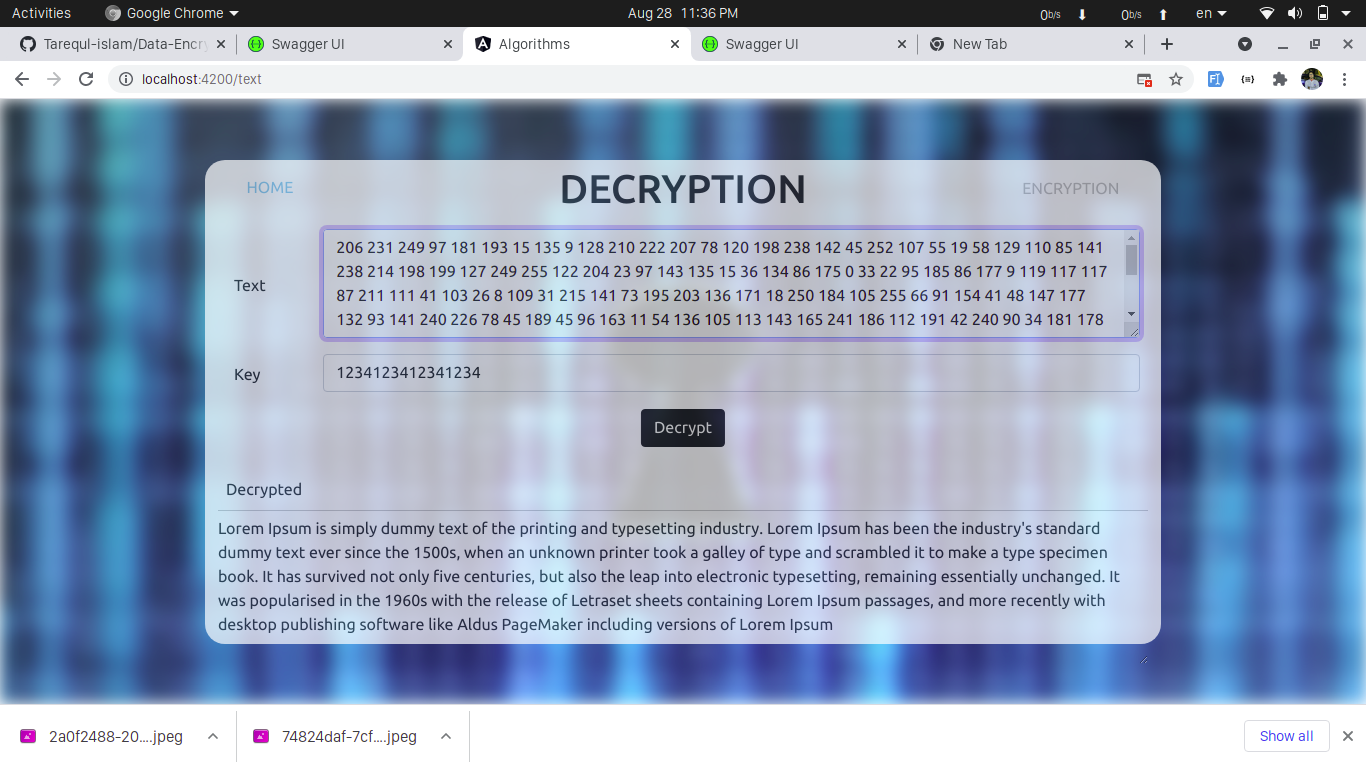 Activities Google Chrome Aug 28 11:36 PM 0b/s 0b/s en
Tarequl-islam/Data-Encry Swagger UI Algorithms Swagger UI New Tab
localhost:4200/text
HOME DECRYPTION ENCRYPTION
206 231 249 97 181 193 15 135 9 128 210 222 207 78 120 198 238 142 45 252 107 55 19 58 129 110 85 141
238 214 198 199 127 249 255 122 204 23 97 143 135 15 36 134 86 175 0 33 22 95 185 86 177 9 119 117 117
Text
87 211 111 41 103 26 8 109 31 215 141 73 195 203 136 171 18 250 184 105 255 66 91 154 41 48 147 177
132 93 141 240 226 78 45 189 45 96 163 11 54 136 105 113 143 165 241 186 112 191 42 240 90 34 181 178
Key 1234123412341234
Decrypt
Decrypted
Lorem Ipsum is simply dummy text of the printing and typesetting industry. Lorem Ipsum has been the industry's standard
dummy text ever since the 1500s, when an unknown printer took a galley of type and scrambled it to make a type specimen
book. It has survived not only five centuries, but also the leap into electronic typesetting, remaining essentially unchanged. It
was popularised in the 1960s with the release of Letraset sheets containing Lorem Ipsum passages, and more recently with
desktop publishing software like Aldus PageMaker including versions of Lorem Ipsum
2a0f2488-20....jpeg 74824daf-7cf....jpeg Show all